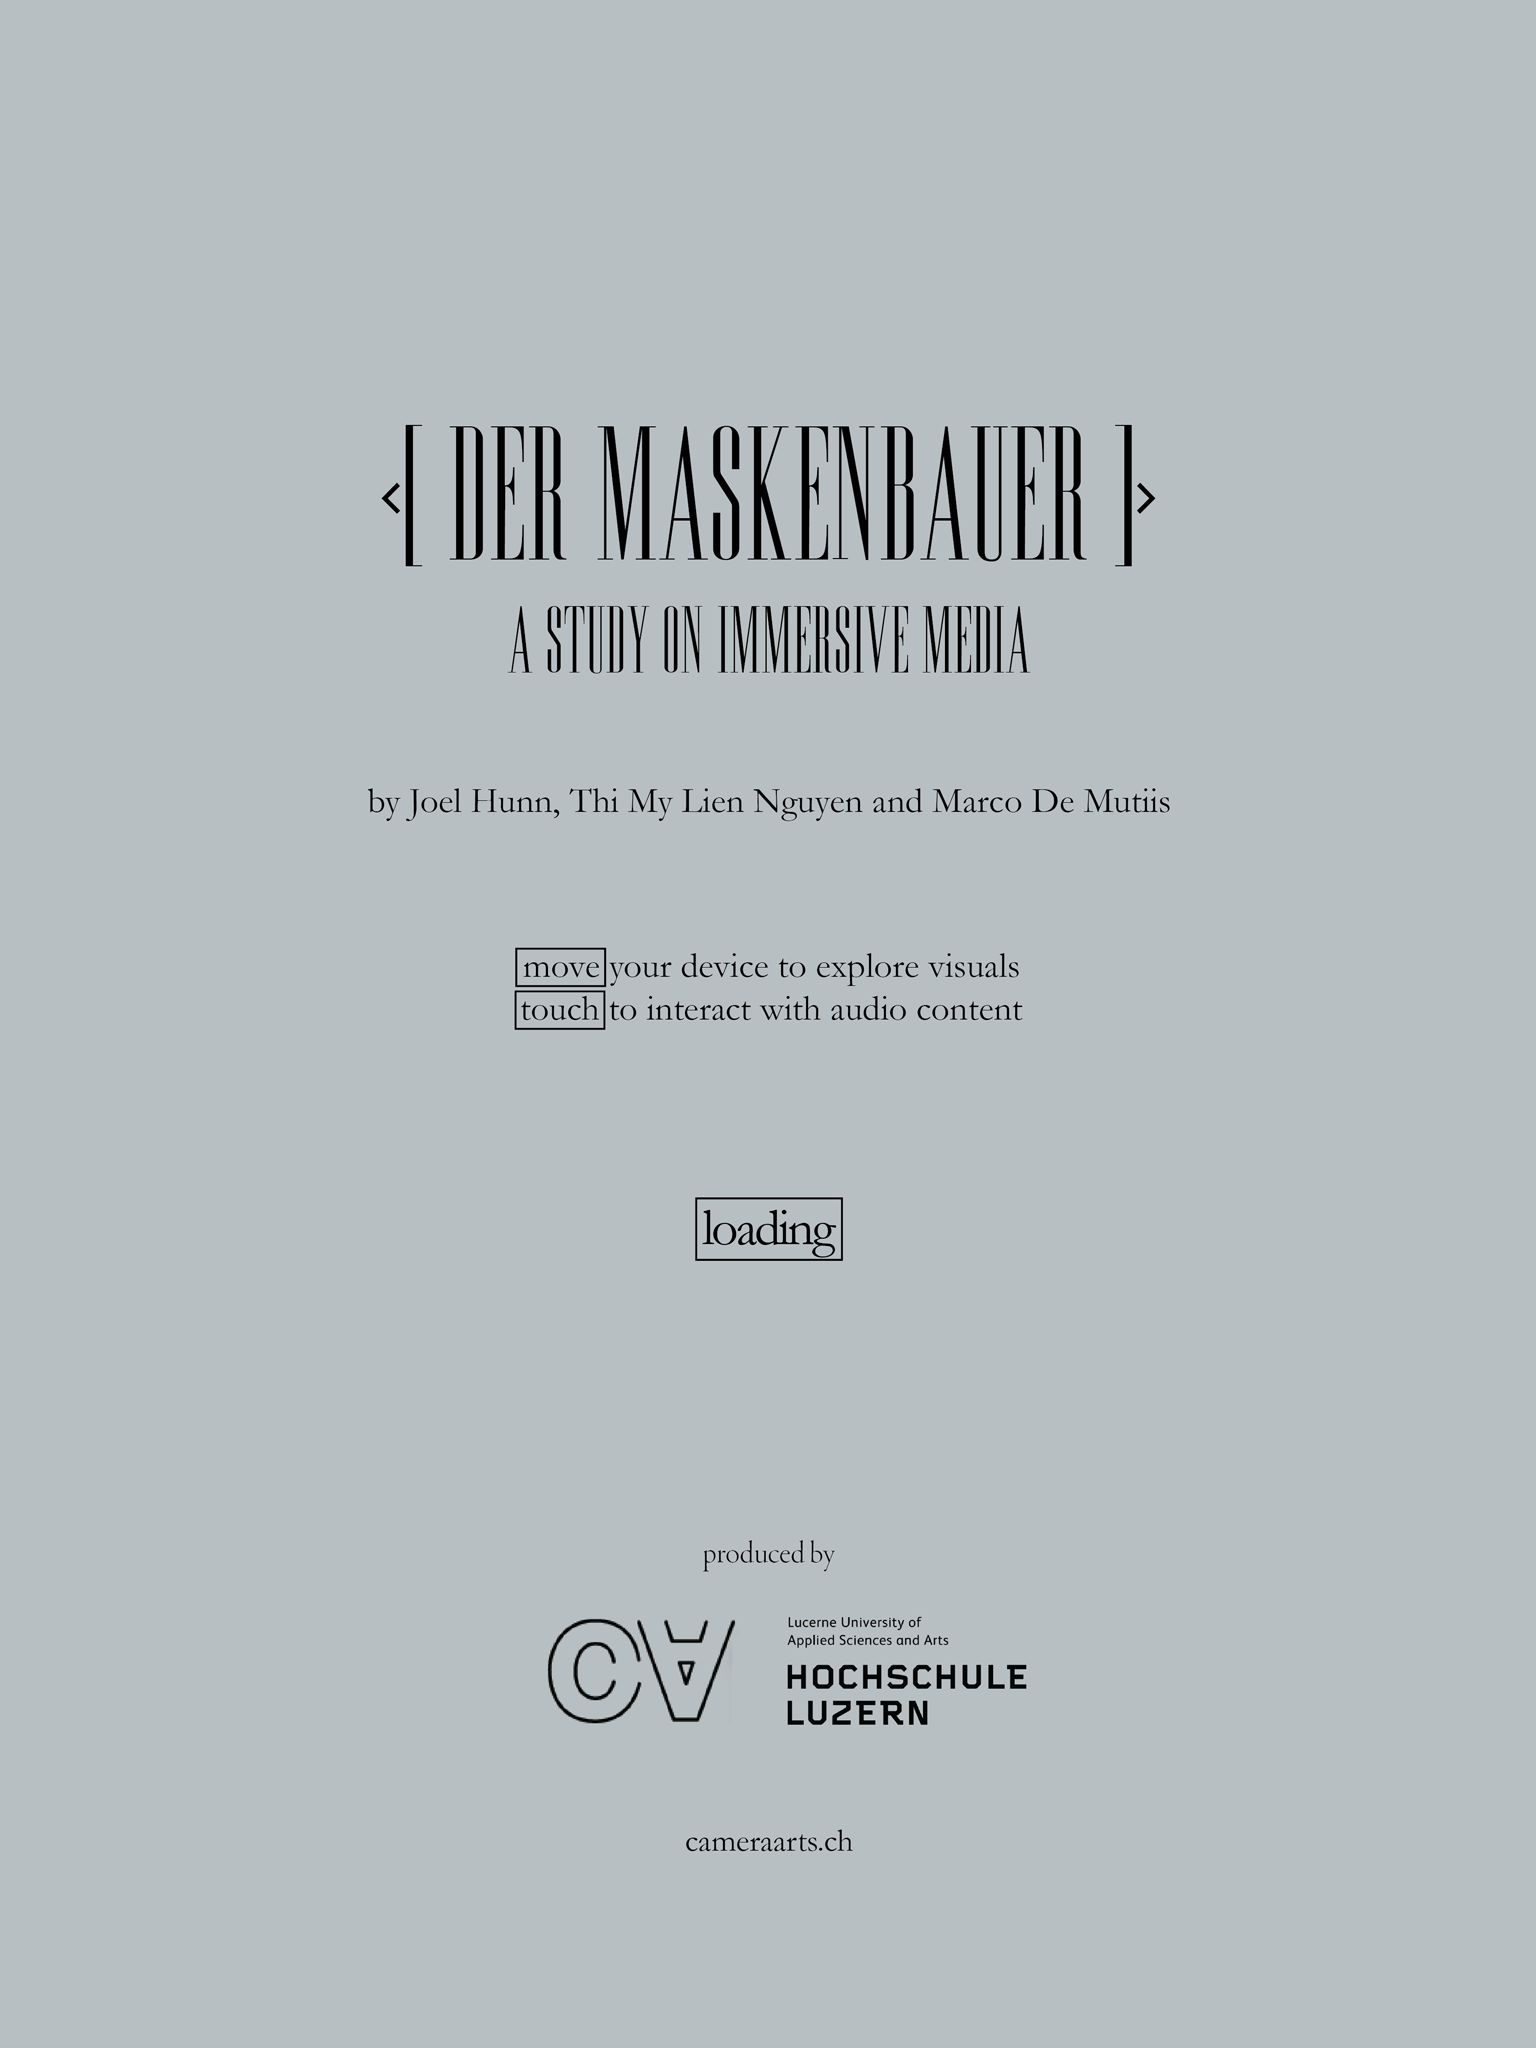 <[ DER MASKENBAUER ]>
A STUDY ON IMMERSIVE MEDIA
by Joel Hunn, Thi My Lien Nguyen and Marco De Mutiis
move your device to explore visuals
touch to interact with audio content
loading
produced by
CA
Lucerne University of
Applied Sciences and Arts
HOCHSCHULE
LUZERN
cameraarts.ch